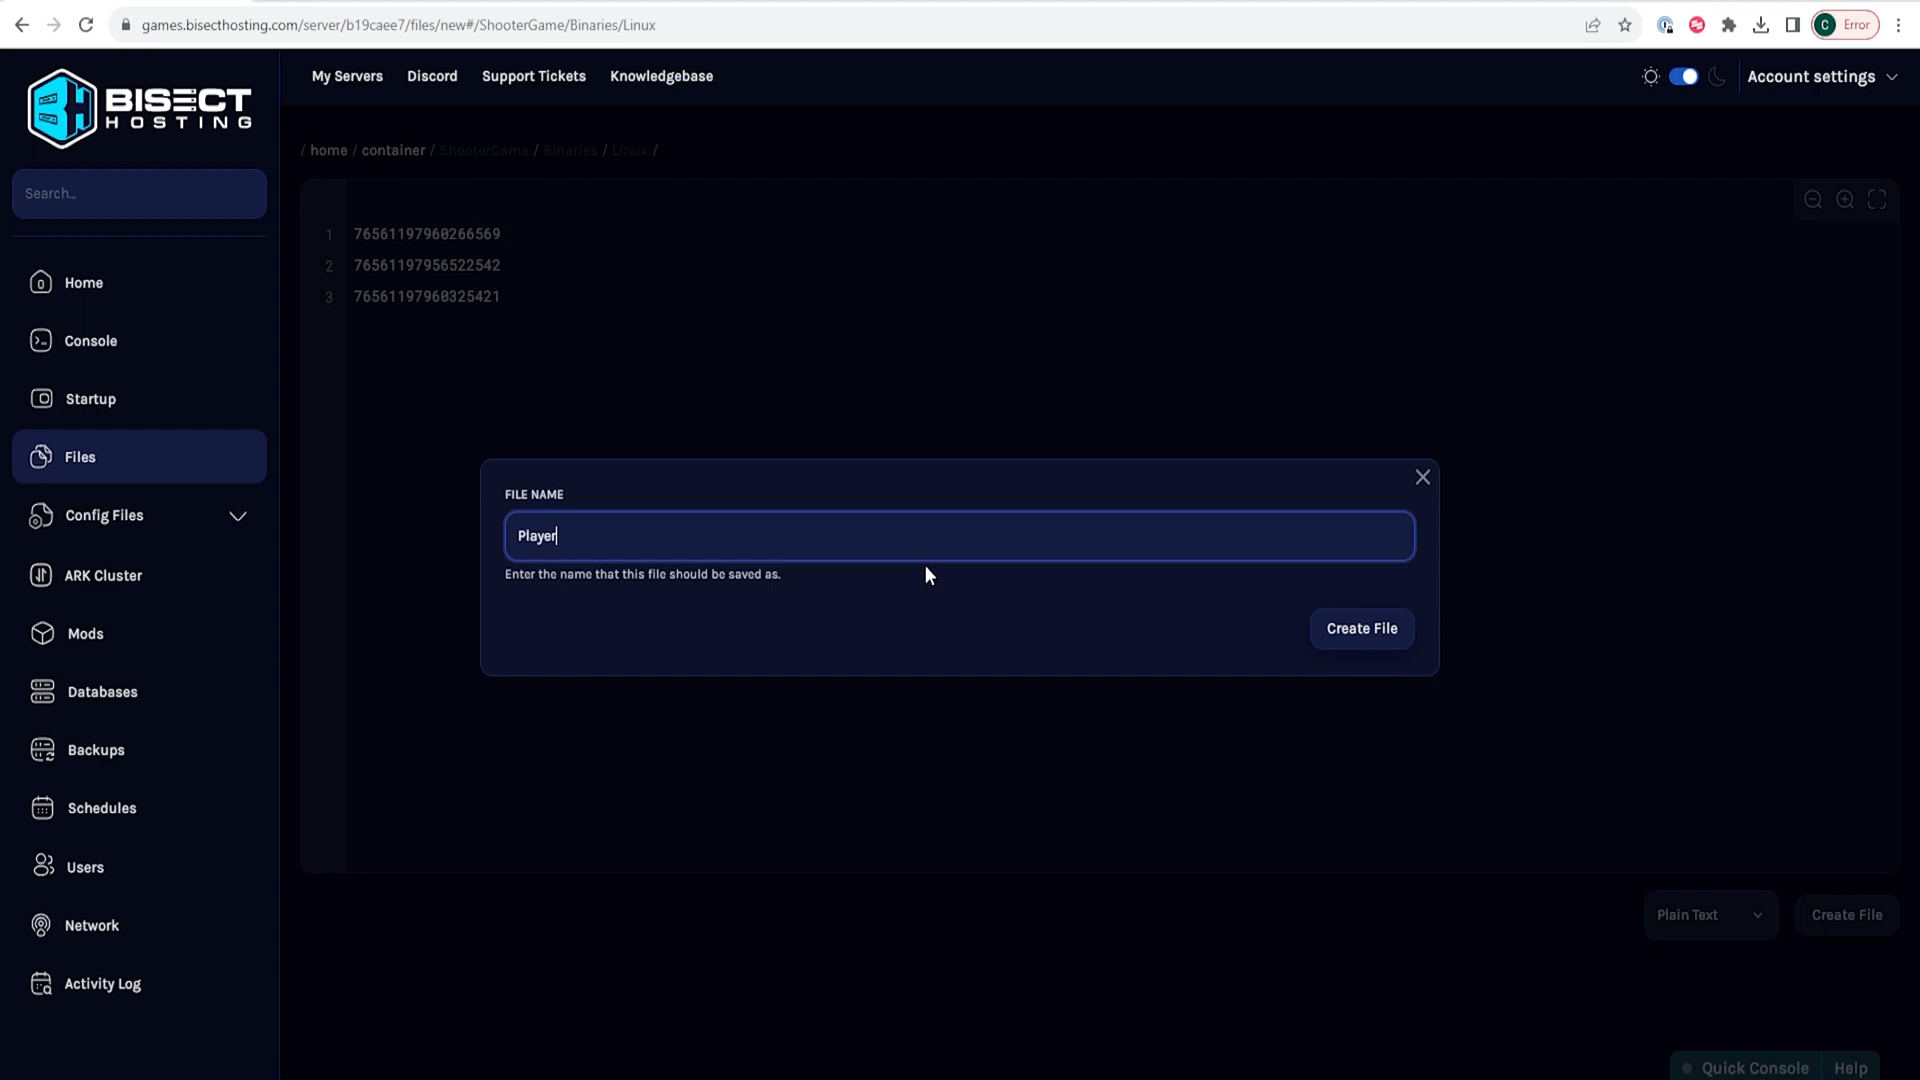 games.bisecthosting.com/server/b19caee7/files/new#/ShooterGame/Binaries/Linux
C Error
BISECT
HOSTING
My Servers Discord Support Tickets Knowledgebase
Account settings
/ home / container / ShooterGame / Binaries / Linux /
Search...
1 76561197960266569
2 76561197956522542
3 76561197960325421
Home
Console
Startup
Files
Config Files
ARK Cluster
Mods
Databases
Backups
Schedules
Users
Network
Activity Log
FILE NAME
Player
Enter the name that this file should be saved as.
Create File
Plain Text
Create File
Quick Console Help